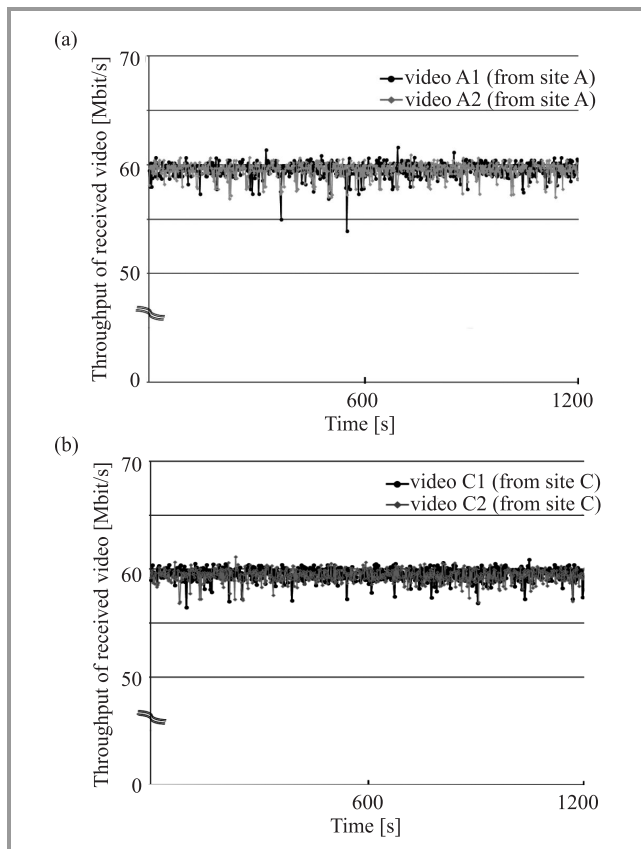 (a)
Throughput of received video [Mbit/s]
70
60
50
0
video A1 (from site A)
video A2 (from site A)
600
1200
Time [s]
(b)
Throughput of received video [Mbit/s]
70
60
50
0
video C1 (from site C)
video C2 (from site C)
600
1200
Time [s]